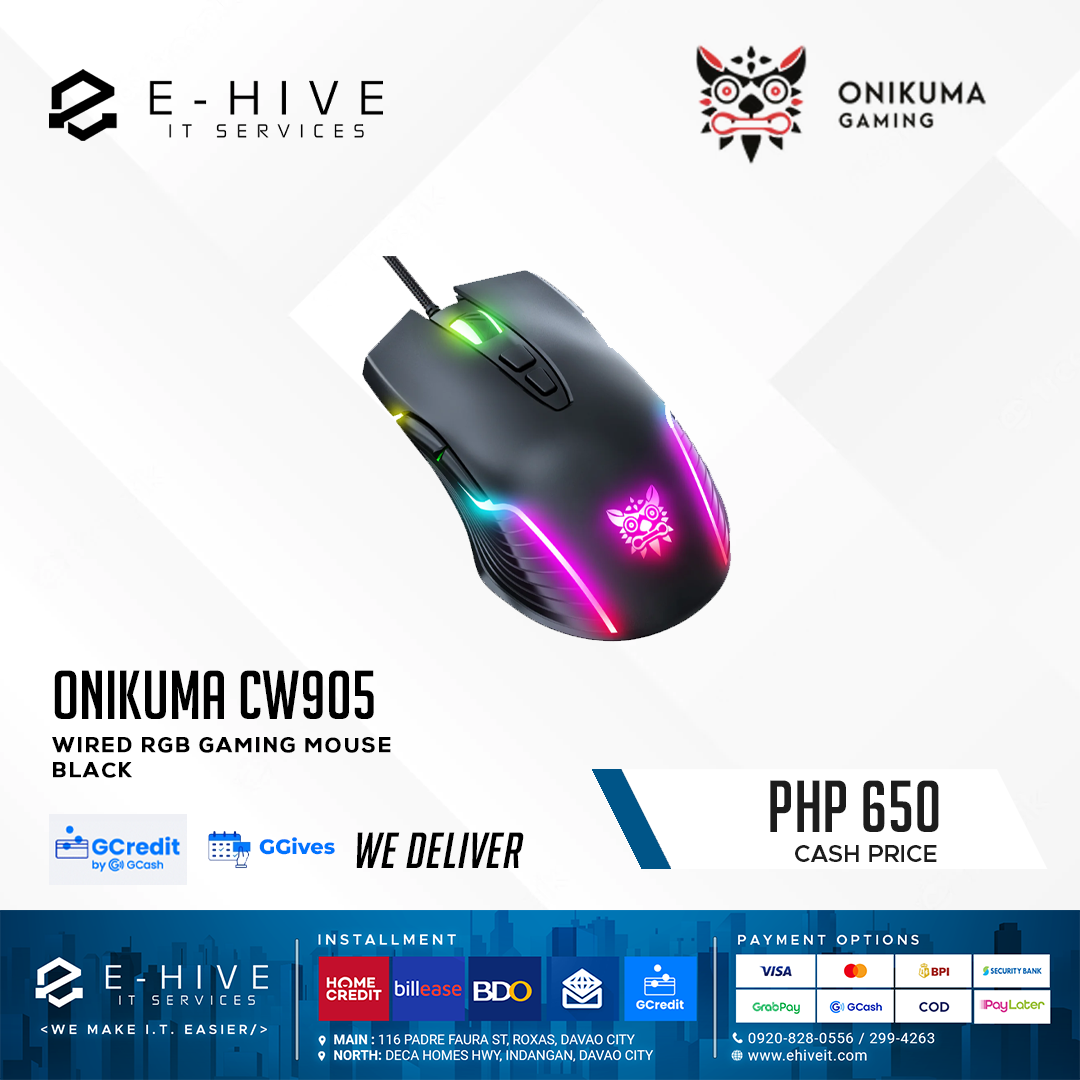 E-HIVE
IT SERVICES
ONIKUMA
GAMING
ONIKUMA CW905
WIRED RGB GAMING MOUSE
BLACK
GCredit
by GCash
GGives
WE DELIVER
PHP 650
CASH PRICE
E-HIVE
IT SERVICES
<WE MAKE I.T. EASIER/>
INSTALLMENT
HOME
CREDIT
billease
BDO
GCredit
MAIN : 116 PADRE FAURA ST, ROXAS, DAVAO CITY
NORTH: DECA HOMES HWY, INDANGAN, DAVAO CITY
PAYMENT OPTIONS
VISA
mastercard
BPI
SECURITY BANK
GrabPay
GCash
COD
PayLater
0920-828-0556 / 299-4263
www.ehiveit.com